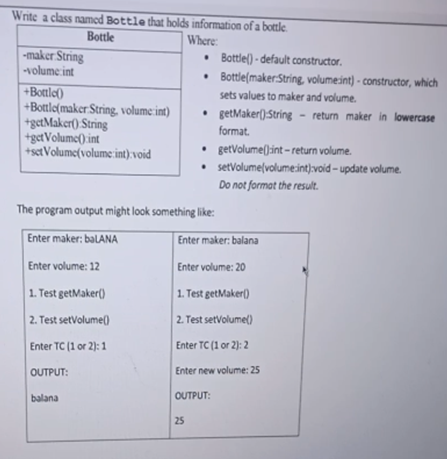 Write a class named Bottle that holds information of a bottle.
Bottle
-maker:String
-volume:int
+Bottle()
+Bottle(maker:String, volume:int)
+getMaker():String
+getVolume():int
+setVolume(volume:int):void
Where:
• Bottle() - default constructor.
• Bottle(maker:String, volume:int) - constructor, which
sets values to maker and volume.
• getMaker():String – return maker in lowercase
format.
• getVolume():int – return volume.
• setVolume(volume:int):void – update volume.
Do not format the result.
The program output might look something like:
Enter maker: baLANA
Enter volume: 12
1. Test getMaker()
2. Test setVolume()
Enter TC (1 or 2): 1
OUTPUT:
balana
Enter maker: balana
Enter volume: 20
1. Test getMaker()
2. Test setVolume()
Enter TC (1 or 2): 2
Enter new volume: 25
OUTPUT:
25